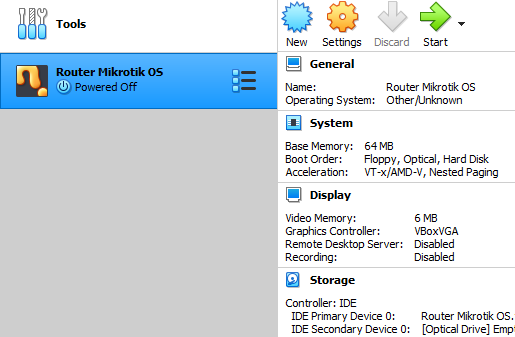 Tools
Router Mikrotik OS
Powered Off
New Settings Discard Start
General
Name: Router Mikrotik OS
Operating System: Other/Unknown
System
Base Memory: 64 MB
Boot Order: Floppy, Optical, Hard Disk
Acceleration: VT-x/AMD-V, Nested Paging
Display
Video Memory: 6 MB
Graphics Controller: VBoxVGA
Remote Desktop Server: Disabled
Recording: Disabled
Storage
Controller: IDE
IDE Primary Device 0: Router Mikrotik OS.
IDE Secondary Device 0: [Optical Drive] Empt